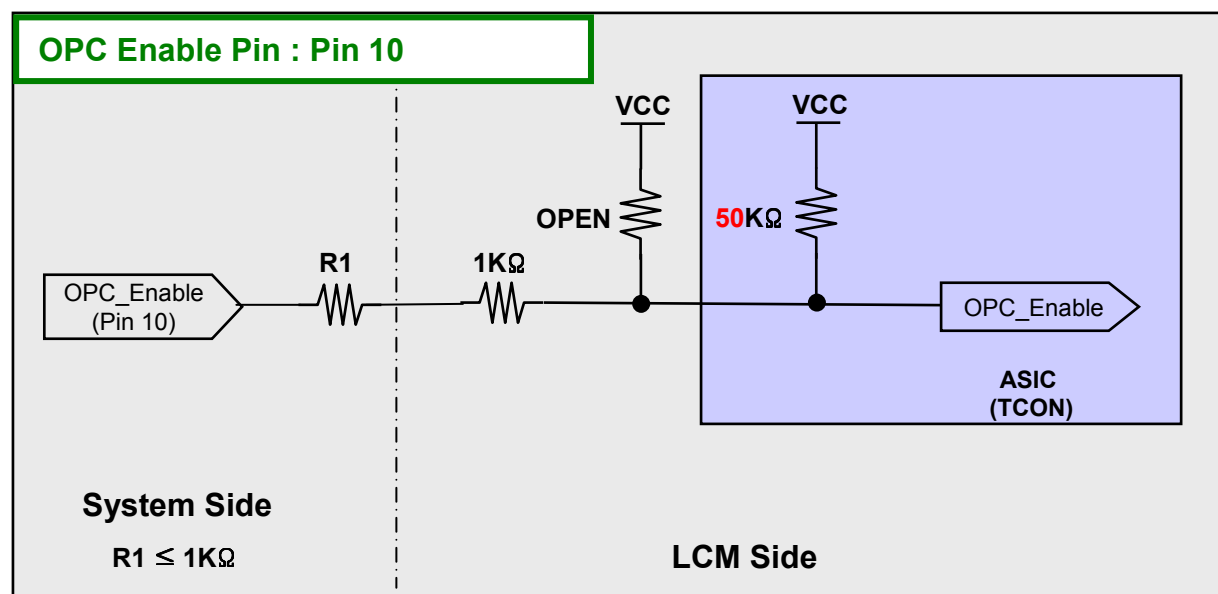 OPC Enable Pin : Pin 10
VCC
VCC
OPEN
50KΩ
R1
1KΩ
OPC_Enable
(Pin 10)
OPC_Enable
ASIC
(TCON)
System Side
R1 ≤ 1KΩ
LCM Side